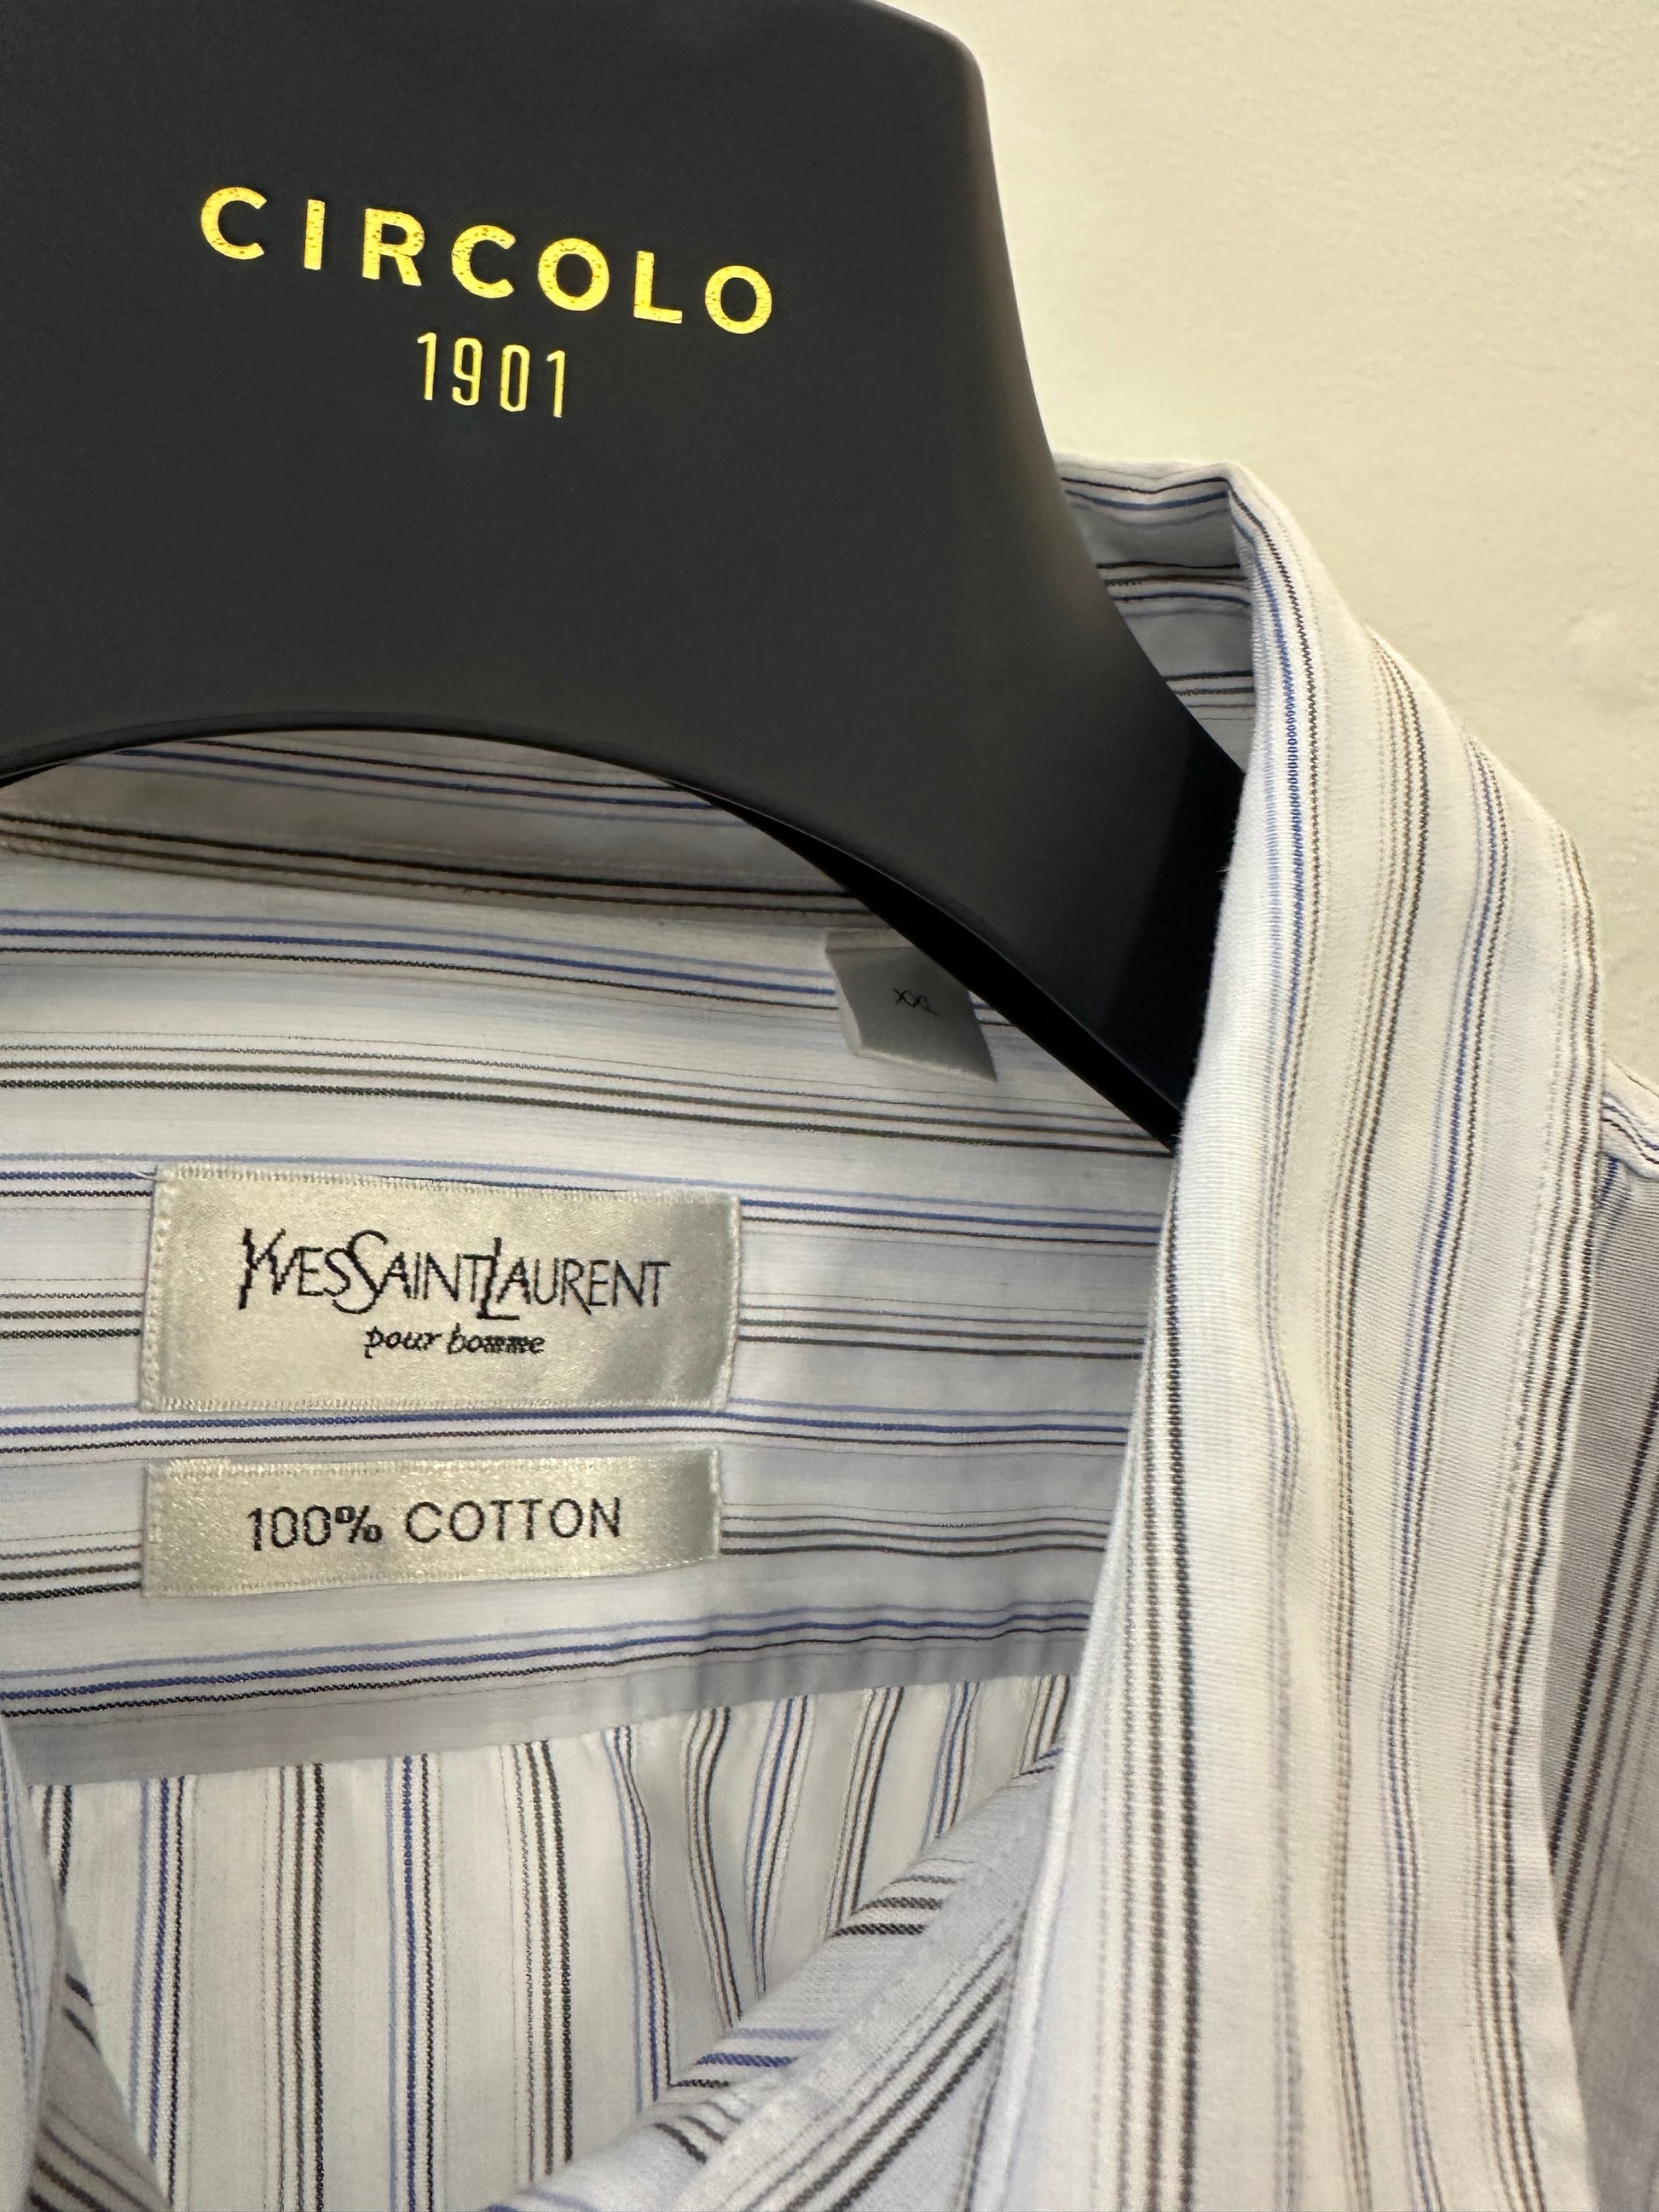 CIRCOLO
1901
XXL
YVESSAINTLAURENT
pour homme
100% COTTON